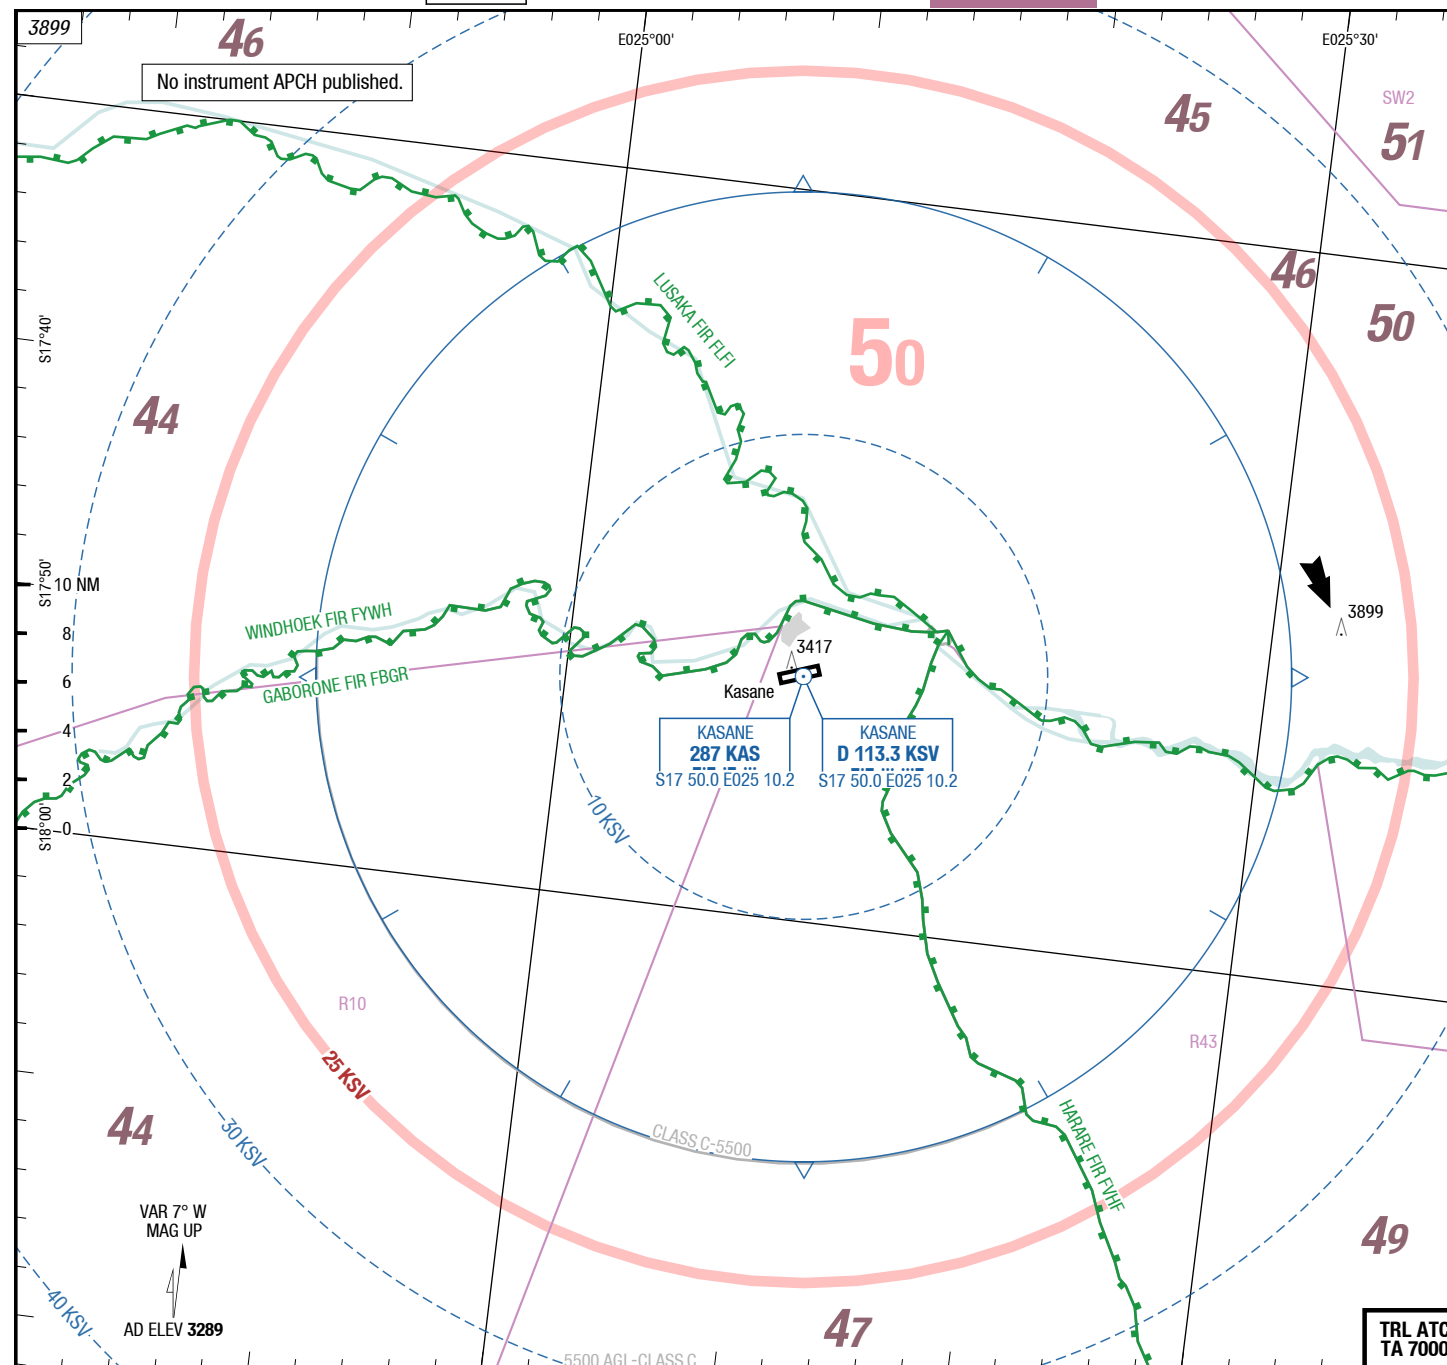 3899
46
E025°00'
E025°30'
No instrument APCH published.
45
SW2
51
46
50
LUSAKA FIR FLFI
50
S17°40'
44
S17°50'
10 NM
8
6
4
2
0
S18°00'
WINDHOEK FIR FYWH
GABORONE FIR FBGR
3899
3417
Kasane
KASANE
287 KAS
S17 50.0 E025 10.2
KASANE
D 113.3 KSV
S17 50.0 E025 10.2
10 KSV
R10
R43
25 KSV
44
30 KSV
CLASS C-5500
HARARE FIR FVHF
VAR 7° W
MAG UP
49
40 KSV
AD ELEV 3289
47
5500 AGL-CLASS C
TRL ATC
TA 7000